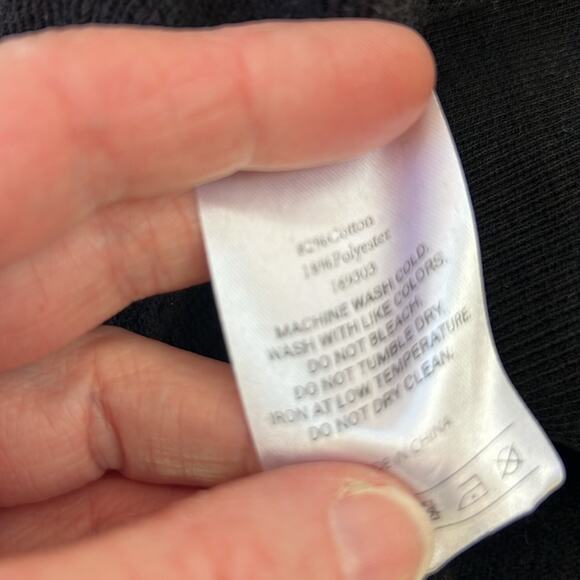 82%Cotton
18%Polyester
169303
MACHINE WASH COLD.
WASH WITH LIKE COLORS.
DO NOT BLEACH.
DO NOT TUMBLE DRY.
IRON AT LOW TEMPERATURE.
DO NOT DRY CLEAN.
IN CHINA